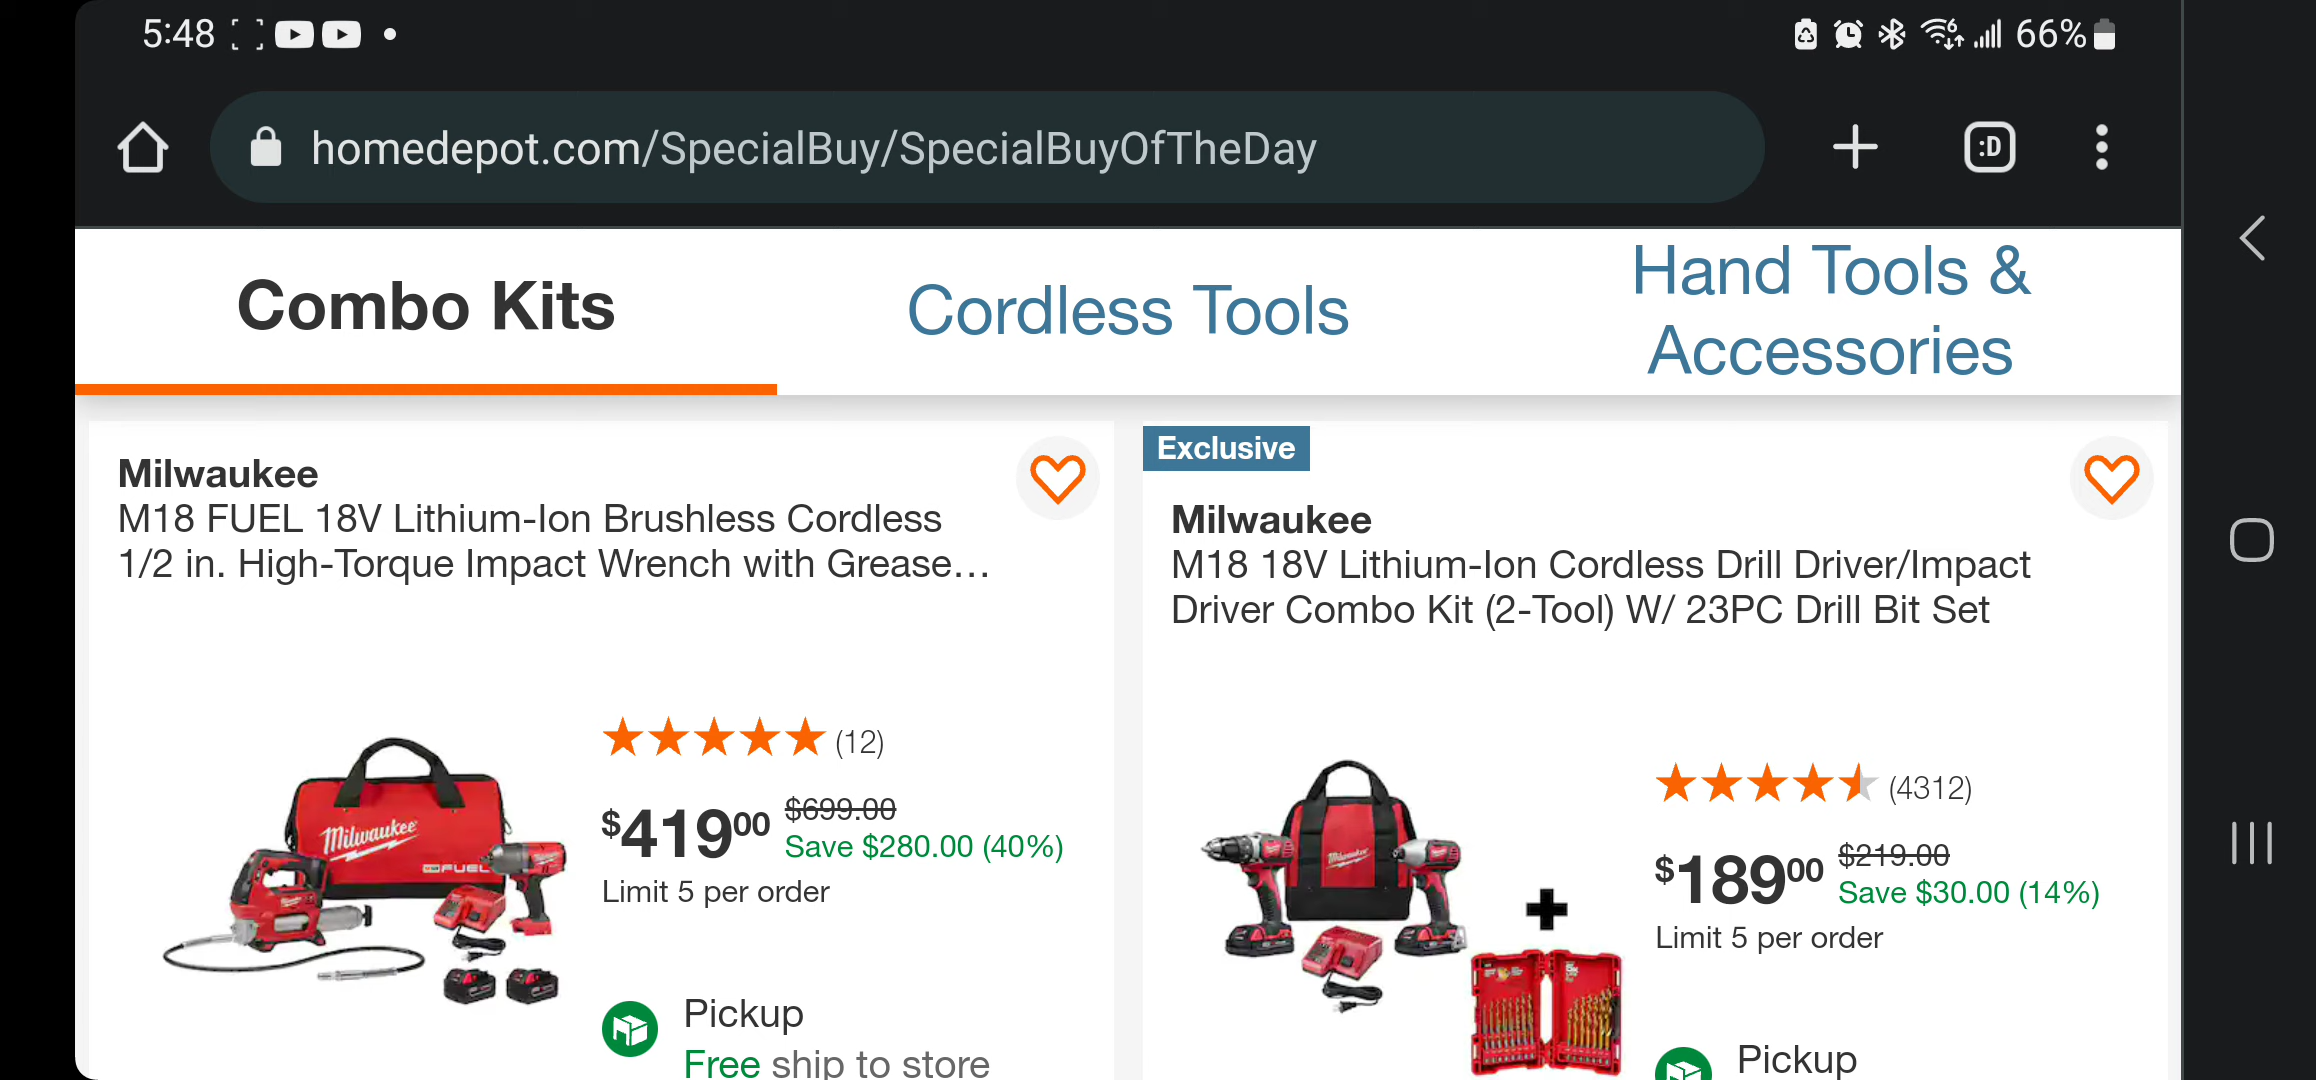 5:48
66%
homedepot.com/SpecialBuy/SpecialBuyOfTheDay
:D
Combo Kits
Cordless Tools
Hand Tools &
Accessories
Milwaukee
M18 FUEL 18V Lithium-Ion Brushless Cordless
1/2 in. High-Torque Impact Wrench with Grease...
Milwaukee
FUEL
★★★★★ (12)
$419⁰⁰ $699.00
Save $280.00 (40%)
Limit 5 per order
Pickup
Free ship to store
Exclusive
Milwaukee
M18 18V Lithium-Ion Cordless Drill Driver/Impact
Driver Combo Kit (2-Tool) W/ 23PC Drill Bit Set
Milwaukee
(4312)
$189⁰⁰ $219.00
Save $30.00 (14%)
Limit 5 per order
Pickup